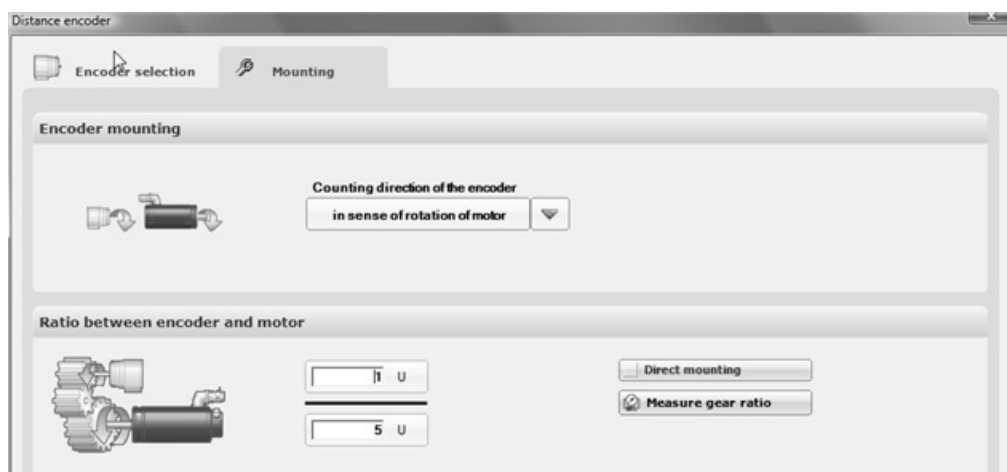 Distance encoder
Encoder selection
Mounting
Encoder mounting
Counting direction of the encoder
in sense of rotation of motor
Ratio between encoder and motor
1 U
Direct mounting
Measure gear ratio
5 U